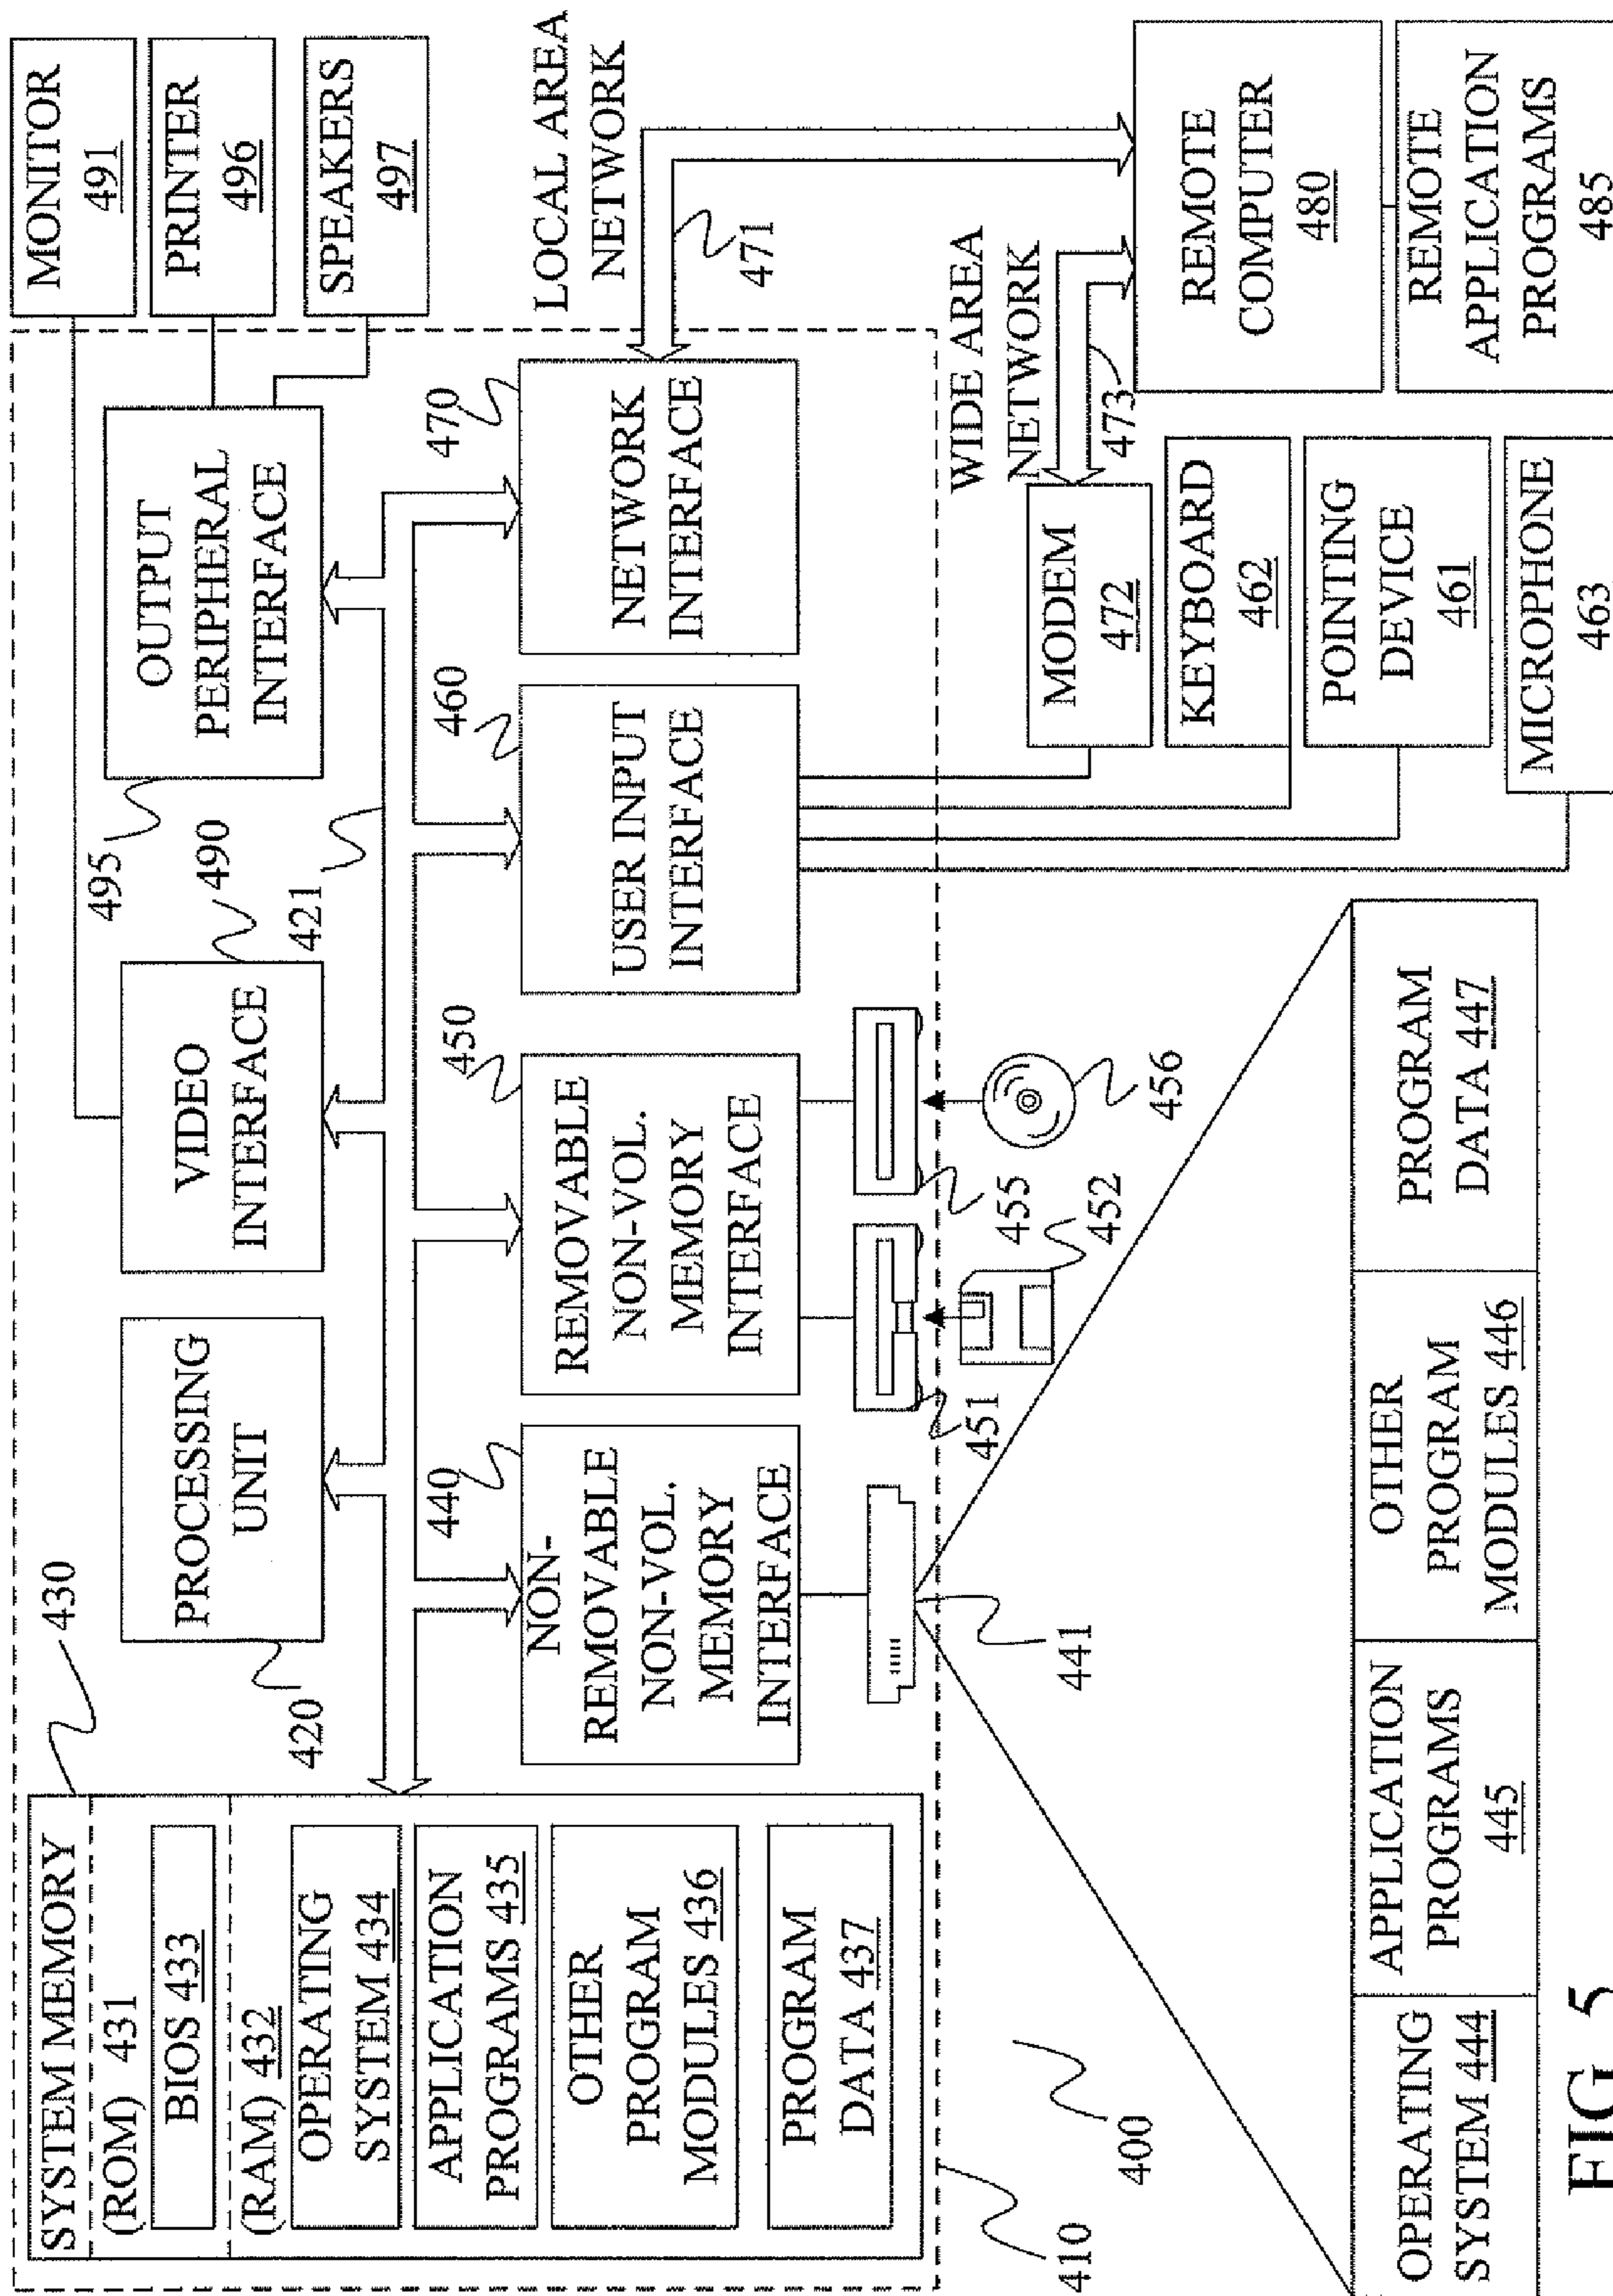 SYSTEM MEMORY
(ROM) 431
BIOS 433
(RAM) 432
OPERATING
SYSTEM 434
APPLICATION
PROGRAMS 435
OTHER
PROGRAM
MODULES 436
PROGRAM
DATA 437
430
PROCESSING
UNIT
420
VIDEO
INTERFACE
490
OUTPUT
PERIPHERAL
INTERFACE
495
421
MONITOR
491
PRINTER
496
SPEAKERS
497
NON-
REMOVABLE
NON-VOL.
MEMORY
INTERFACE
440
REMOVABLE
NON-VOL.
MEMORY
INTERFACE
450
USER INPUT
INTERFACE
460
NETWORK
INTERFACE
470
LOCAL AREA
NETWORK
471
441
451
452
455
456
WIDE AREA
NETWORK
473
MODEM
472
KEYBOARD
462
POINTING
DEVICE
461
MICROPHONE
463
REMOTE
COMPUTER
480
REMOTE
APPLICATION
PROGRAMS
485
410
400
OPERATING
SYSTEM 444
APPLICATION
PROGRAMS
445
OTHER
PROGRAM
MODULES 446
PROGRAM
DATA 447
FIG. 5